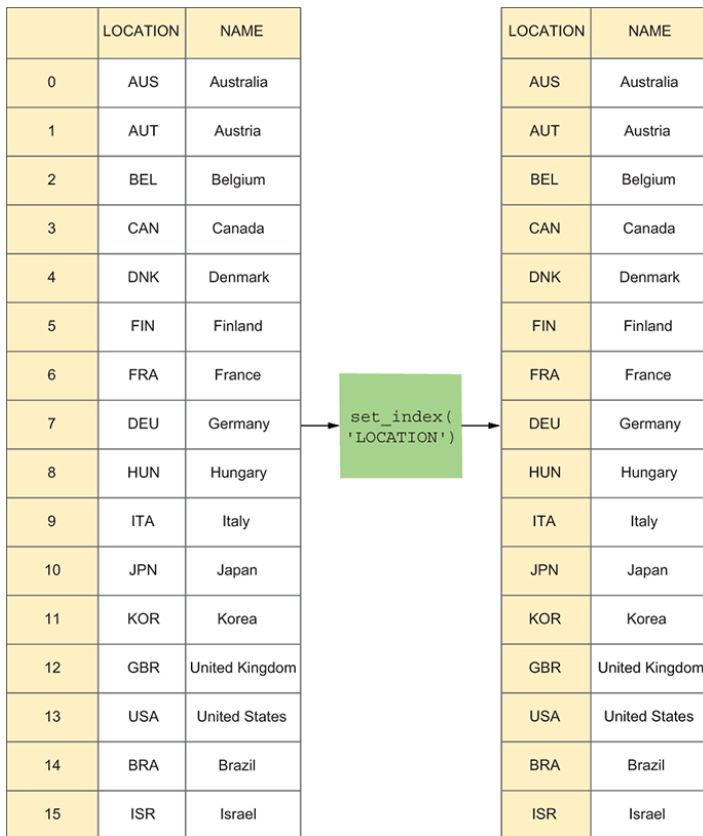 LOCATION NAME
0 AUS Australia
1 AUT Austria
2 BEL Belgium
3 CAN Canada
4 DNK Denmark
5 FIN Finland
6 FRA France
7 DEU Germany
8 HUN Hungary
9 ITA Italy
10 JPN Japan
11 KOR Korea
12 GBR United Kingdom
13 USA United States
14 BRA Brazil
15 ISR Israel
set_index(
'LOCATION')
LOCATION NAME
AUS Australia
AUT Austria
BEL Belgium
CAN Canada
DNK Denmark
FIN Finland
FRA France
DEU Germany
HUN Hungary
ITA Italy
JPN Japan
KOR Korea
GBR United Kingdom
USA United States
BRA Brazil
ISR Israel